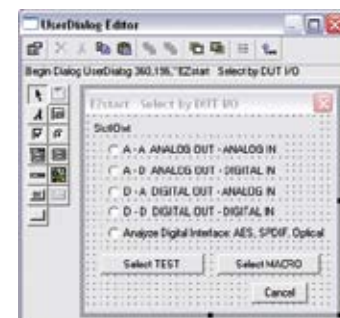 UserDialog Editor
Begin Dialog UserDialog 360,196,"EZstart Select by DUT I/O
EZstart Select by DUT I/O
A - A ANALOG OUT - ANALOG IN
A - D ANALOG OUT - DIGITAL IN
D - A DIGITAL OUT - ANALOG IN
D - D DIGITAL OUT - DIGITAL IN
Analyze Digital Interface: AES, SPDIF, Optical
Select TEST
Select MACRO
Cancel